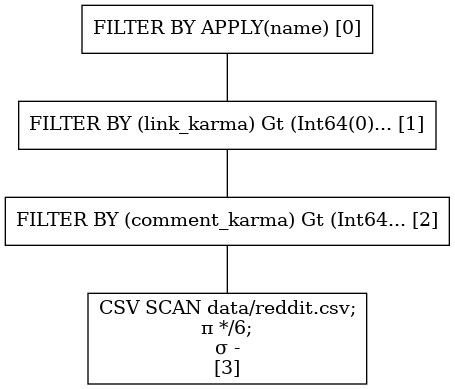 FILTER BY APPLY(name) [0]
FILTER BY (link_karma) Gt (Int64(0)... [1]
FILTER BY (comment_karma) Gt (Int64... [2]
CSV SCAN data/reddit.csv;
π */6;
σ -
[3]